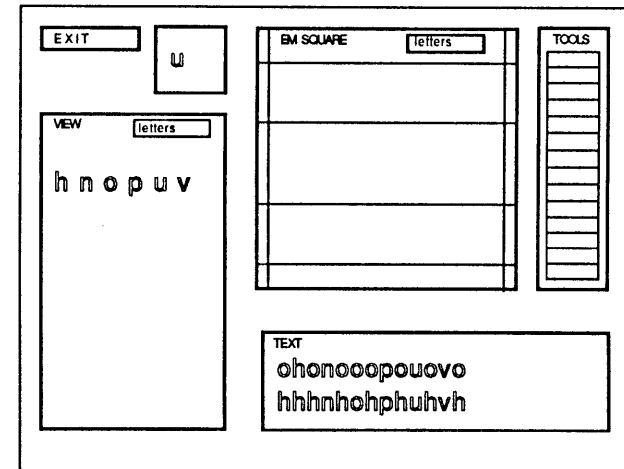 EXIT
u
EM SQUARE
letters
TOOLS
VIEW
letters
h n o p u v
TEXT
ohonooopouovo
hhhnhohphuhvh